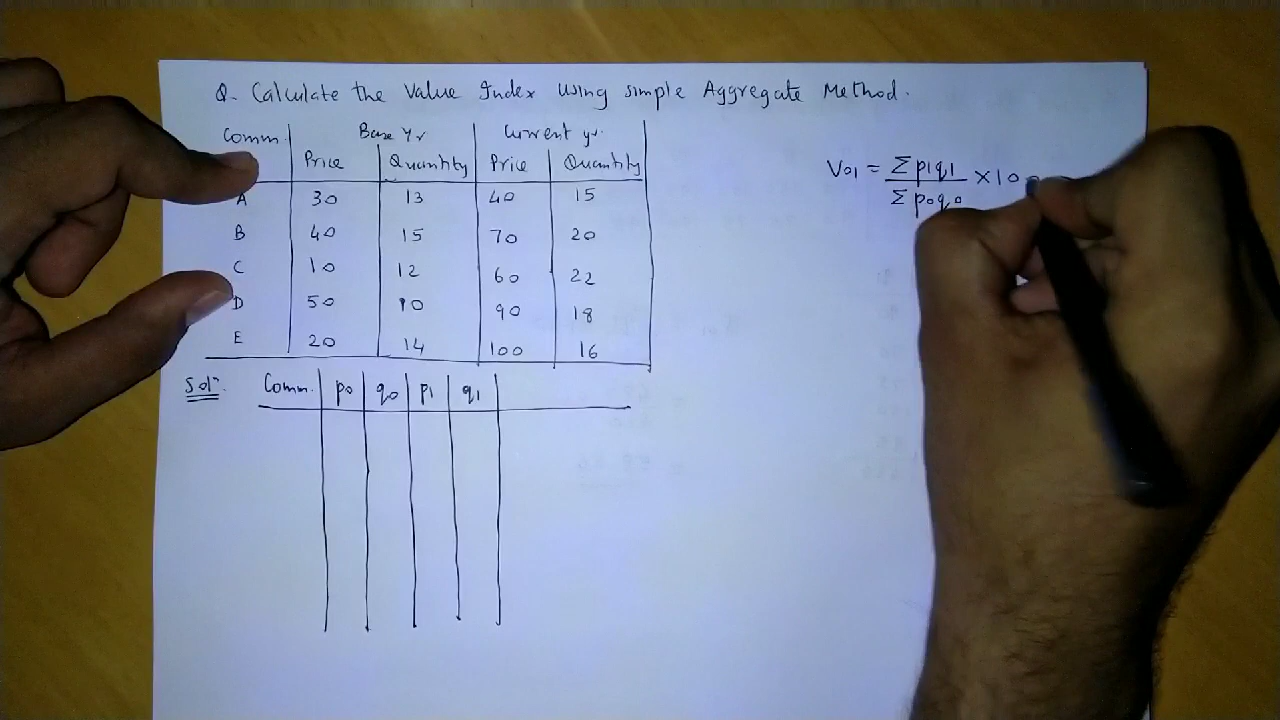 Q. Calculate the Value Index using simple Aggregate Method.
Comm. Base Yr Current yr.
Price Quantity Price Quantity
A 30 13 40 15
B 40 15 70 20
C 10 12 60 22
D 50 10 90 18
E 20 14 100 16
V01 = Σp1q1 / Σp0q0 ×100
Solⁿ. Comm. p0 q0 p1 q1